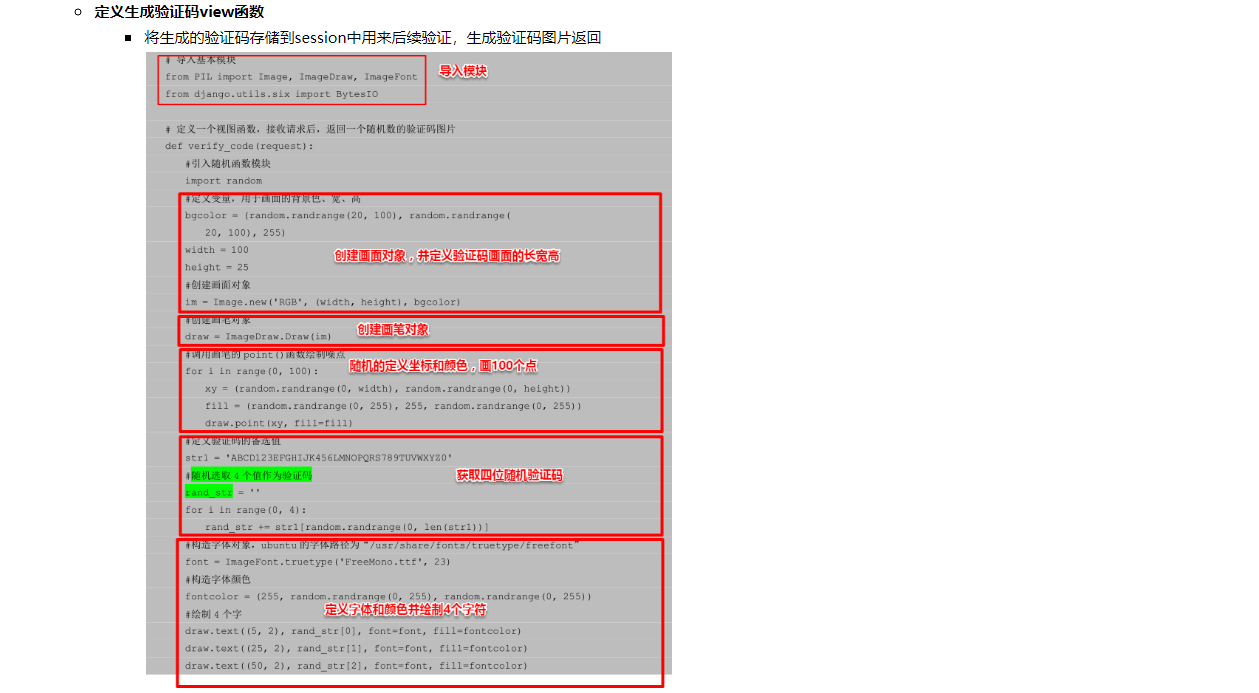 定义生成验证码view函数
将生成的验证码存储到session中用来后续验证，生成验证码图片返回
# 导入基本模块
from PIL import Image, ImageDraw, ImageFont
导入模块
from django.utils.six import BytesIO
# 定义一个视图函数，接收请求后，返回一个随机数的验证码图片
def verify_code(request):
#引入随机函数模块
import random
#定义变量，用于画面的背景色、宽、高
bgcolor = (random.randrange(20, 100), random.randrange(
20, 100), 255)
width = 100
创建画面对象，并定义验证码画面的长宽高
height = 25
#创建画面对象
im = Image.new('RGB', (width, height), bgcolor)
#创建画笔对象
创建画笔对象
draw = ImageDraw.Draw(im)
#调用画笔的 point()函数绘制噪点
随机的定义坐标和颜色，画100个点
for i in range(0, 100):
xy = (random.randrange(0, width), random.randrange(0, height))
fill = (random.randrange(0, 255), 255, random.randrange(0, 255))
draw.point(xy, fill=fill)
#定义验证码的备选值
str1 = 'ABCD123EFGHIJK456LMNOPQRS789TUVWXYZ0'
#随机选取 4 个值作为验证码
获取四位随机验证码
rand_str = ''
for i in range(0, 4):
rand_str += str1[random.randrange(0, len(str1))]
#构造字体对象，ubuntu 的字体路径为 "/usr/share/fonts/truetype/freefont"
font = ImageFont.truetype('FreeMono.ttf', 23)
#构造字体颜色
fontcolor = (255, random.randrange(0, 255), random.randrange(0, 255))
定义字体和颜色并绘制4个字符
#绘制 4 个字
draw.text((5, 2), rand_str[0], font=font, fill=fontcolor)
draw.text((25, 2), rand_str[1], font=font, fill=fontcolor)
draw.text((50, 2), rand_str[2], font=font, fill=fontcolor)